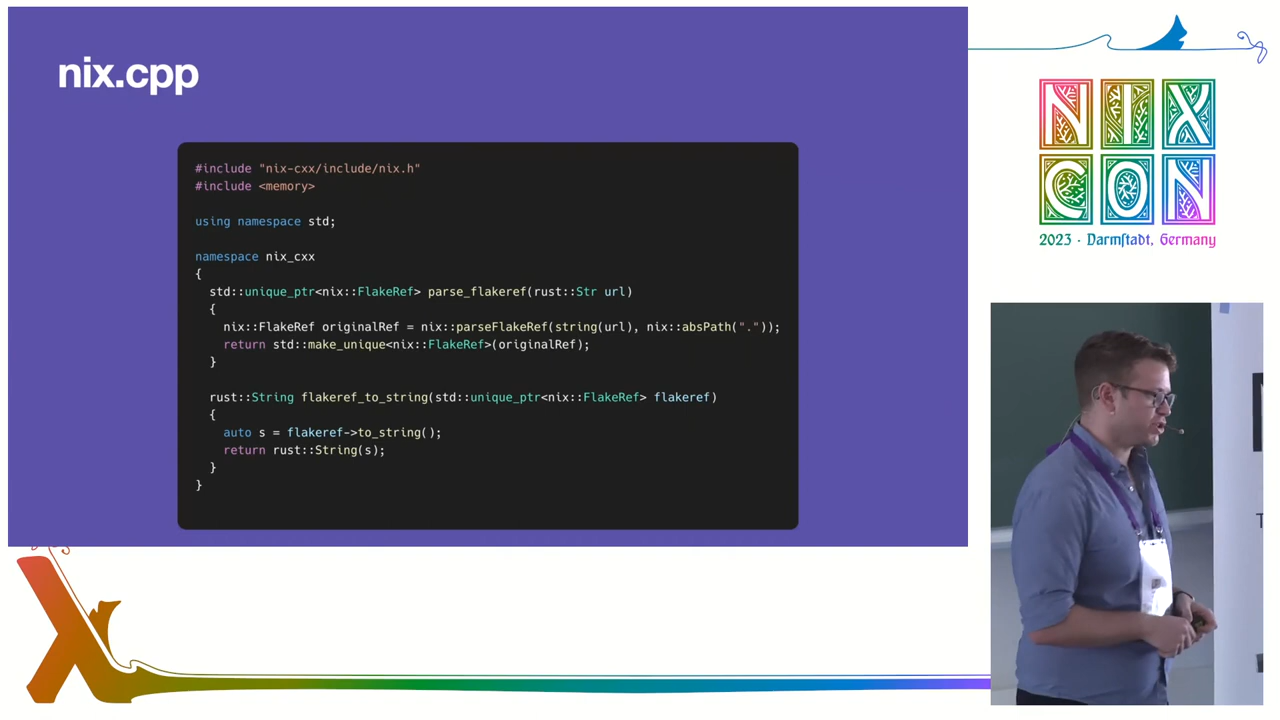 nix.cpp
#include "nix-cxx/include/nix.h"
#include <memory>
using namespace std;
namespace nix_cxx
{
std::unique_ptr<nix::FlakeRef> parse_flakeref(rust::Str url)
{
nix::FlakeRef originalRef = nix::parseFlakeRef(string(url), nix::absPath("."));
return std::make_unique<nix::FlakeRef>(originalRef);
}
rust::String flakeref_to_string(std::unique_ptr<nix::FlakeRef> flakeref)
{
auto s = flakeref->to_string();
return rust::String(s);
}
}
NIX
CON
2023 · Darmſtadt, Germany